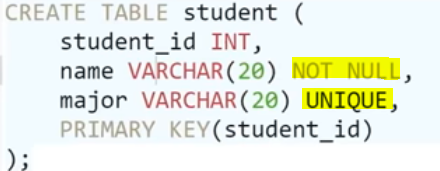 CREATE TABLE student (
student_id INT,
name VARCHAR(20) NOT NULL,
major VARCHAR(20) UNIQUE,
PRIMARY KEY(student_id)
);